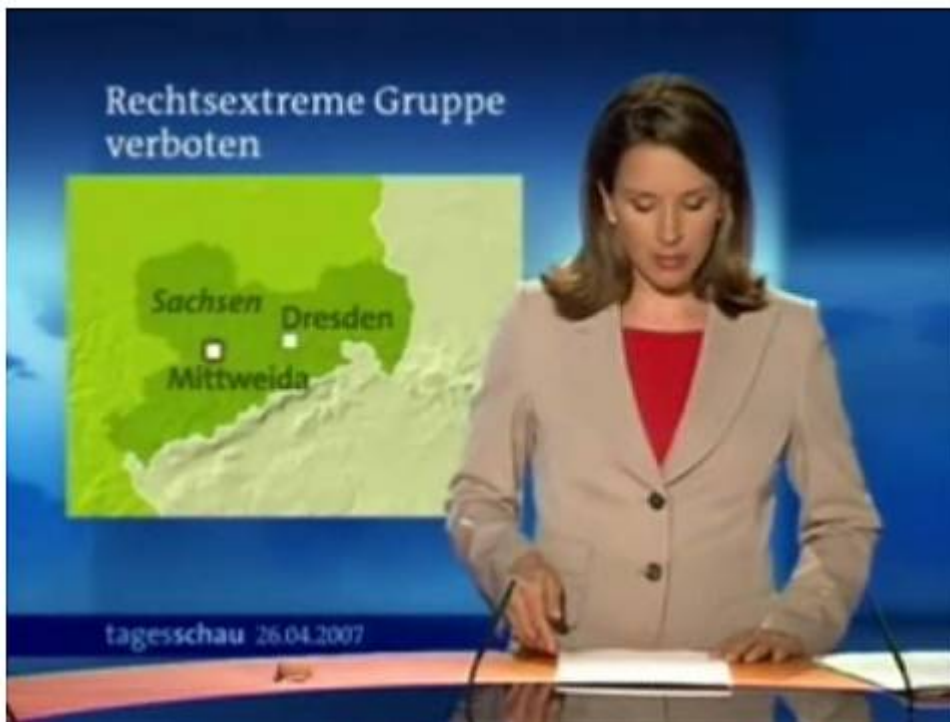 Rechtsextreme Gruppe
verboten
Sachsen
Dresden
Mittweida
tagesschau 26.04.2007